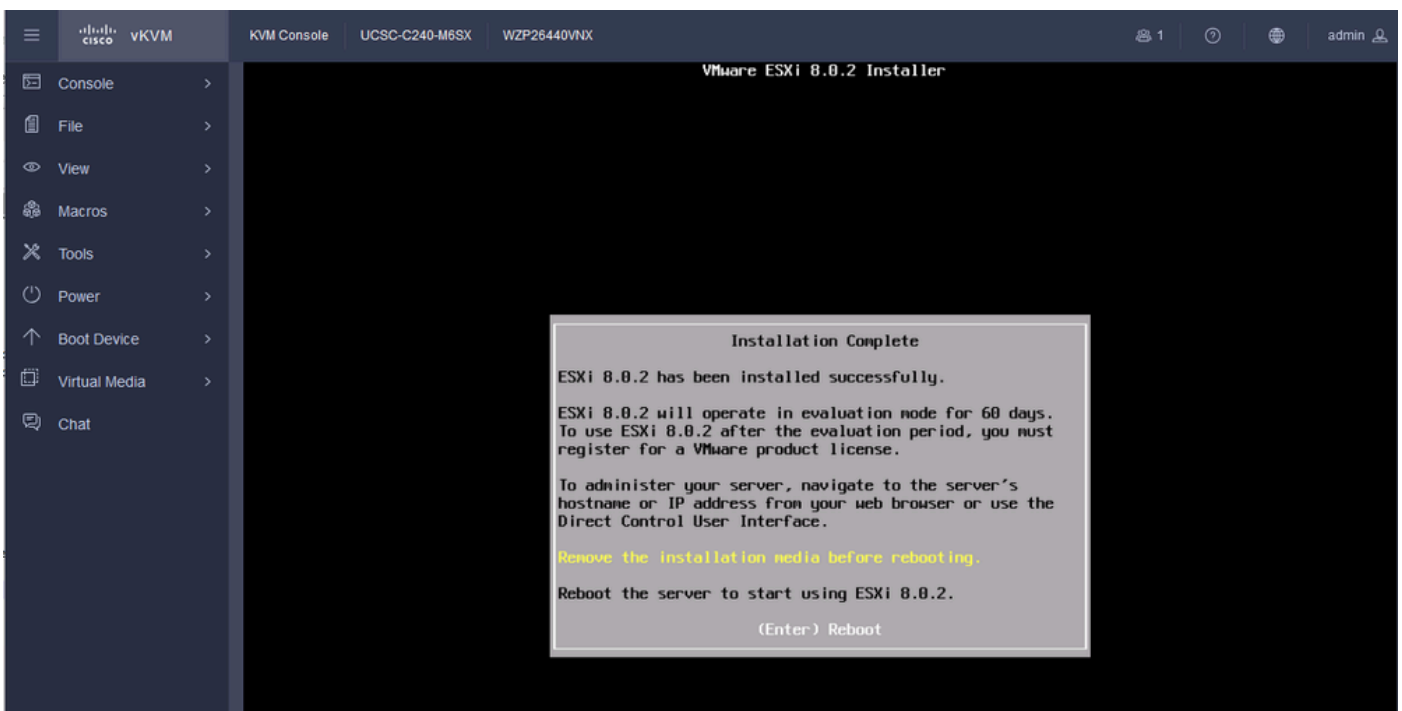 cisco vKVM KVM Console UCSC-C240-M6SX WZP26440VNX 1 admin
Console
File
View
Macros
Tools
Power
Boot Device
Virtual Media
Chat
VMware ESXi 8.0.2 Installer
Installation Complete
ESXi 8.0.2 has been installed successfully.
ESXi 8.0.2 will operate in evaluation mode for 60 days.
To use ESXi 8.0.2 after the evaluation period, you must
register for a VMware product license.
To administer your server, navigate to the server's
hostname or IP address from your web browser or use the
Direct Control User Interface.
Remove the installation media before rebooting.
Reboot the server to start using ESXi 8.0.2.
(Enter) Reboot